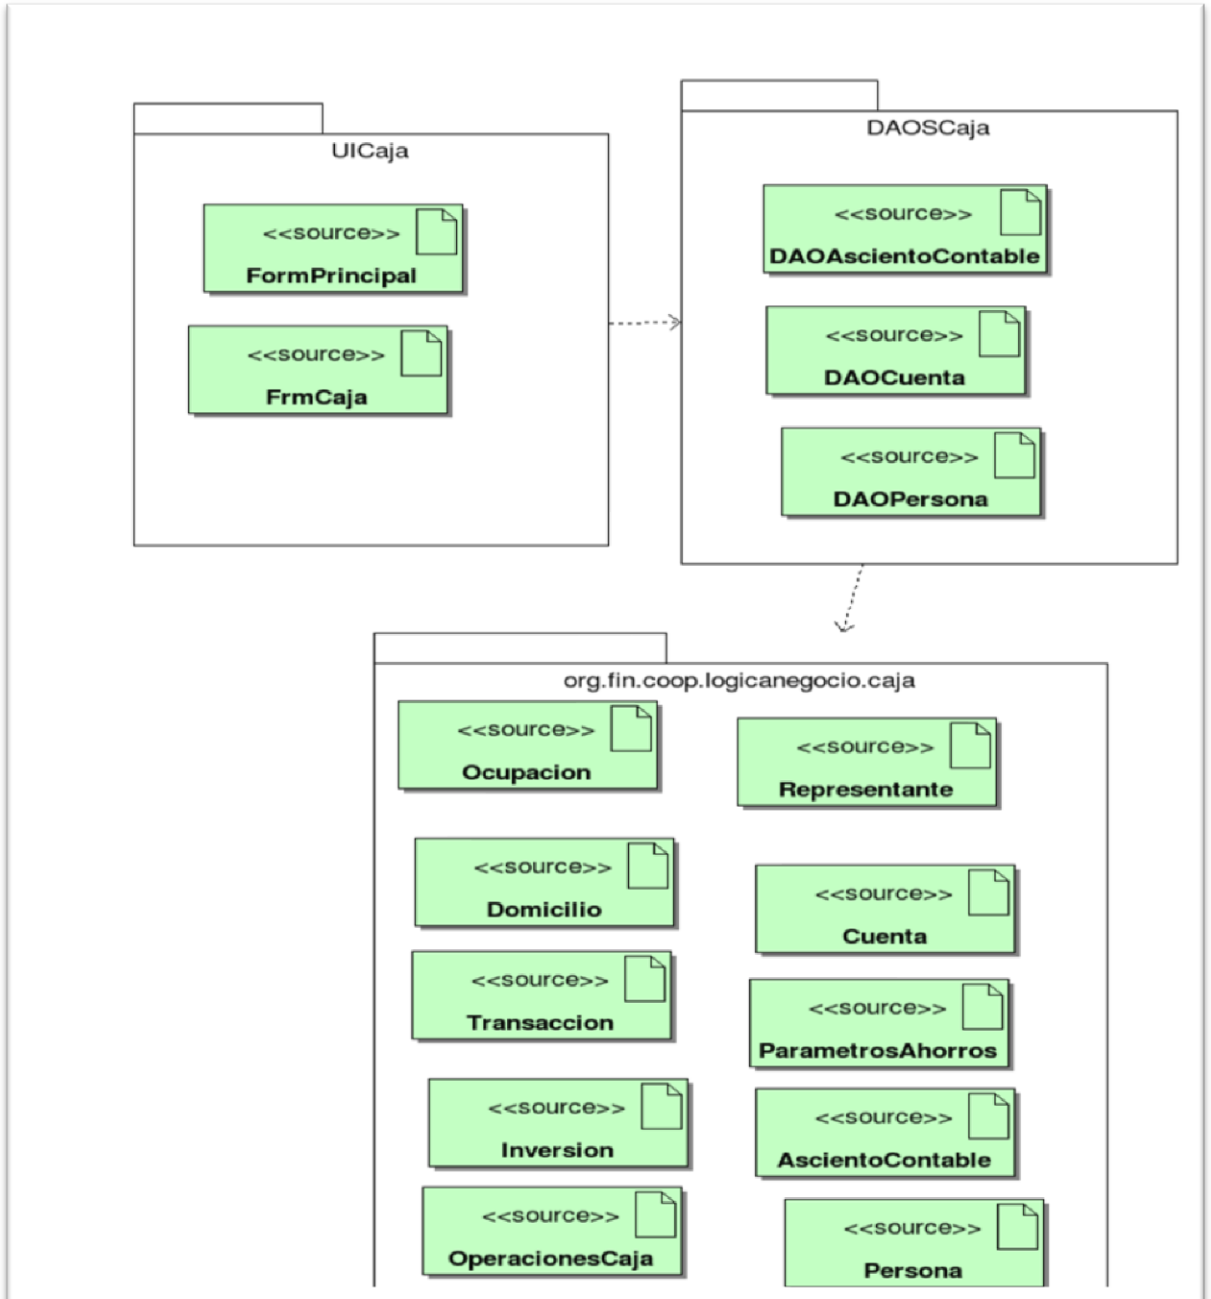 UICaja
<<source>>
FormPrincipal
<<source>>
FrmCaja
DAOSCaja
<<source>>
DAOAscientoContable
<<source>>
DAOCuenta
<<source>>
DAOPersona
org.fin.coop.logicanegocio.caja
<<source>>
Ocupacion
<<source>>
Representante
<<source>>
Domicilio
<<source>>
Cuenta
<<source>>
Transaccion
<<source>>
ParametrosAhorros
<<source>>
Inversion
<<source>>
AscientoContable
<<source>>
OperacionesCaja
<<source>>
Persona